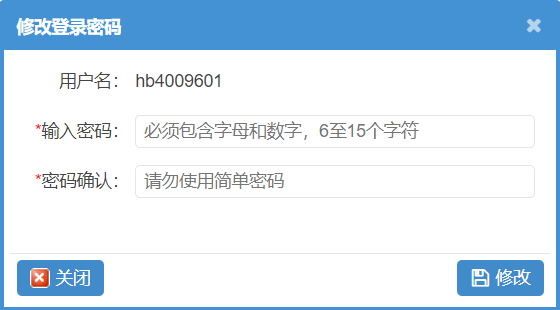 修改登录密码
用户名： hb4009601
*输入密码： 必须包含字母和数字，6至15个字符
*密码确认： 请勿使用简单密码
关闭 修改